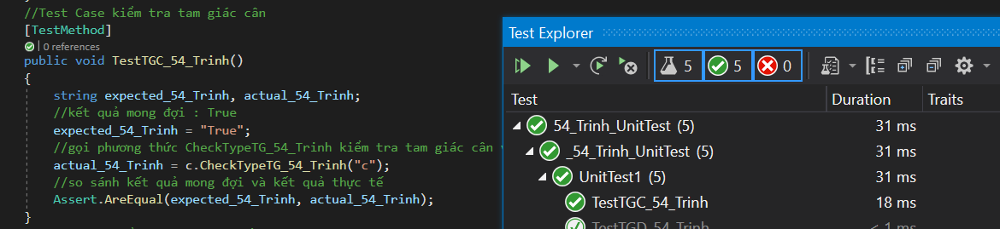 }
//Test Case kiểm tra tam giác cân
[TestMethod]
| 0 references
public void TestTGC_54_Trinh()
{
string expected_54_Trinh, actual_54_Trinh;
//kết quả mong đợi : True
expected_54_Trinh = "True";
//gọi phương thức CheckTypeTG_54_Trinh kiểm tra tam giác cân
actual_54_Trinh = c.CheckTypeTG_54_Trinh("c");
//so sánh kết quả mong đợi và kết quả thực tế
Assert.AreEqual(expected_54_Trinh, actual_54_Trinh);
}
Test Explorer
5 5 0
Test Duration Traits
54_Trinh_UnitTest (5) 31 ms
_54_Trinh_UnitTest (5) 31 ms
UnitTest1 (5) 31 ms
TestTGC_54_Trinh 18 ms
TestTGD_54_Trinh < 1 ms